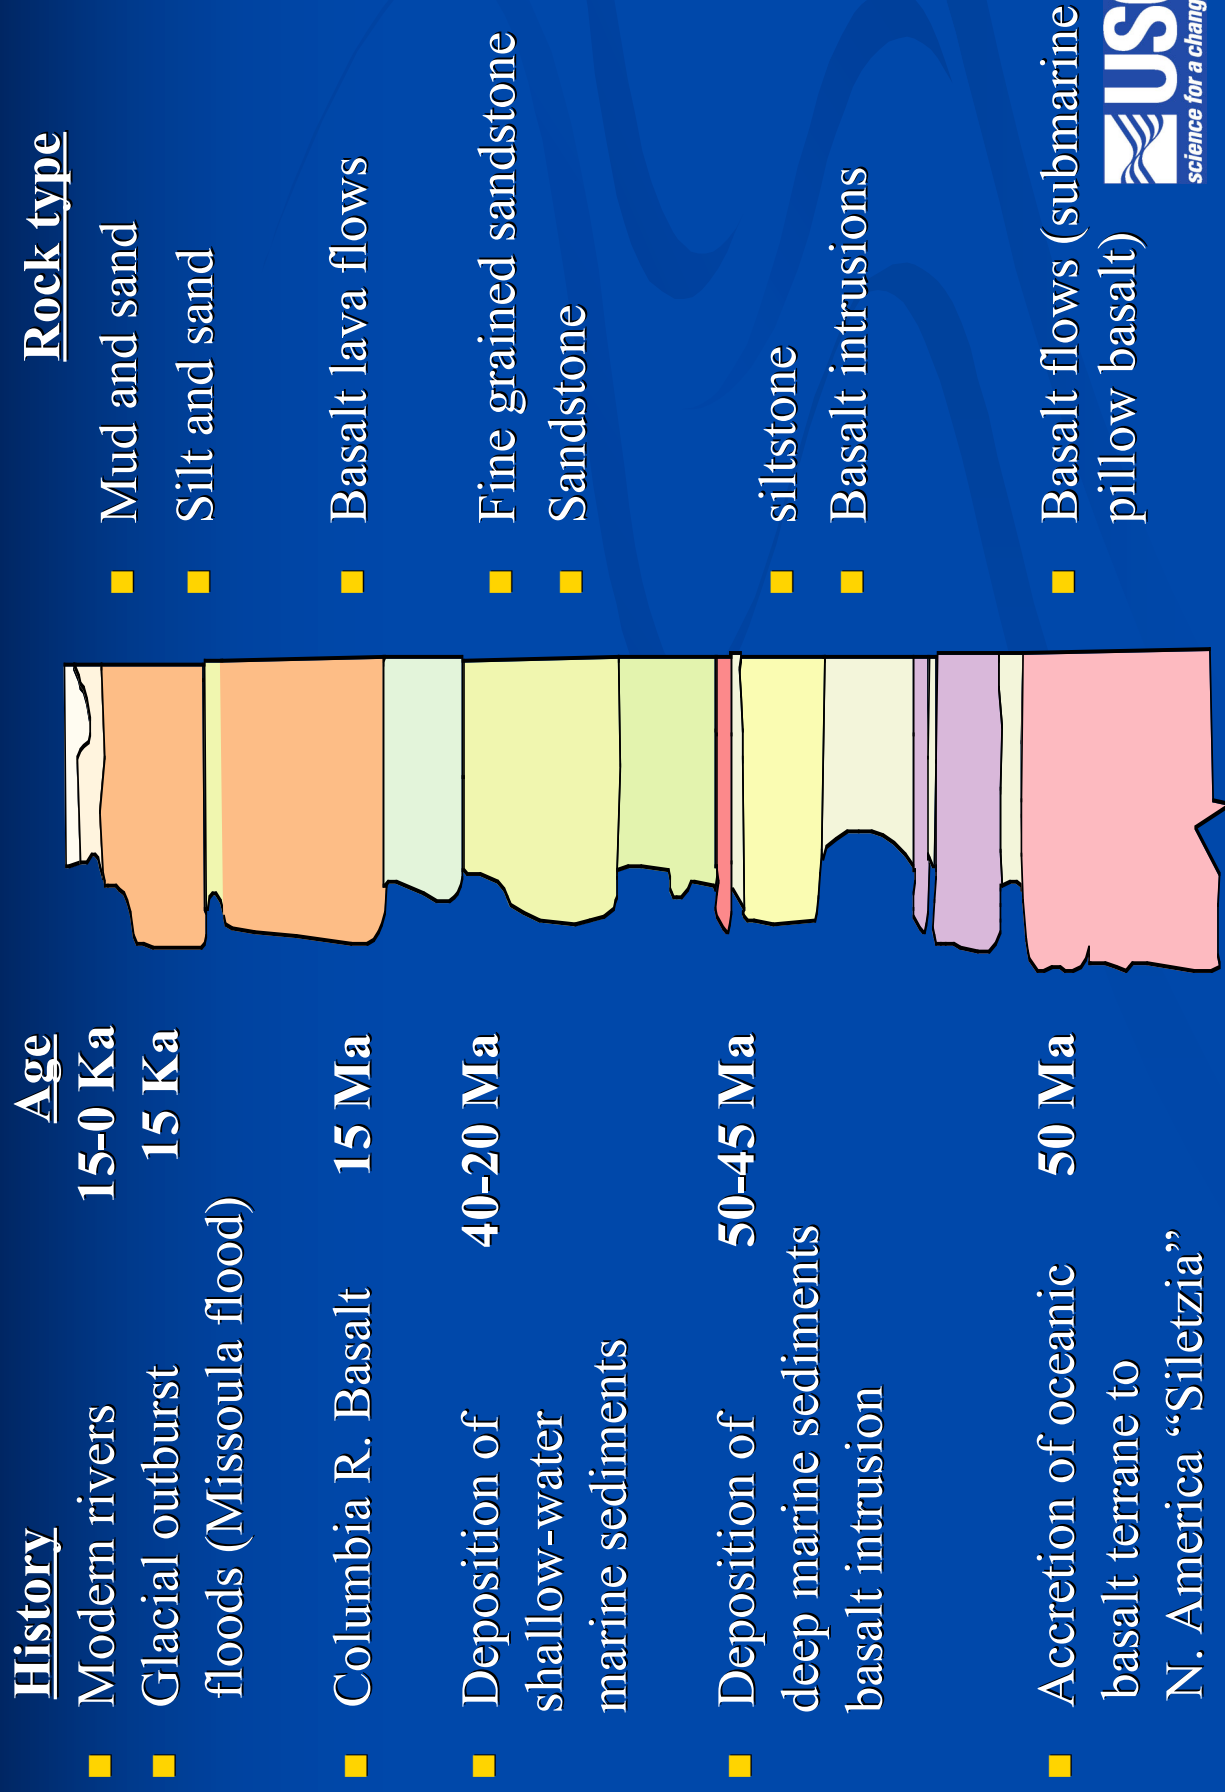 History
Age
Rock type
Modern rivers
15-0 Ka
Glacial outburst
floods (Missoula flood)
15 Ka
Columbia R. Basalt
15 Ma
Deposition of
shallow-water
marine sediments
40-20 Ma
Deposition of
deep marine sediments
basalt intrusion
50-45 Ma
Accretion of oceanic
basalt terrane to
N. America “Siletzia”
50 Ma
Mud and sand
Silt and sand
Basalt lava flows
Fine grained sandstone
Sandstone
siltstone
Basalt intrusions
Basalt flows (submarine
pillow basalt)
science for a